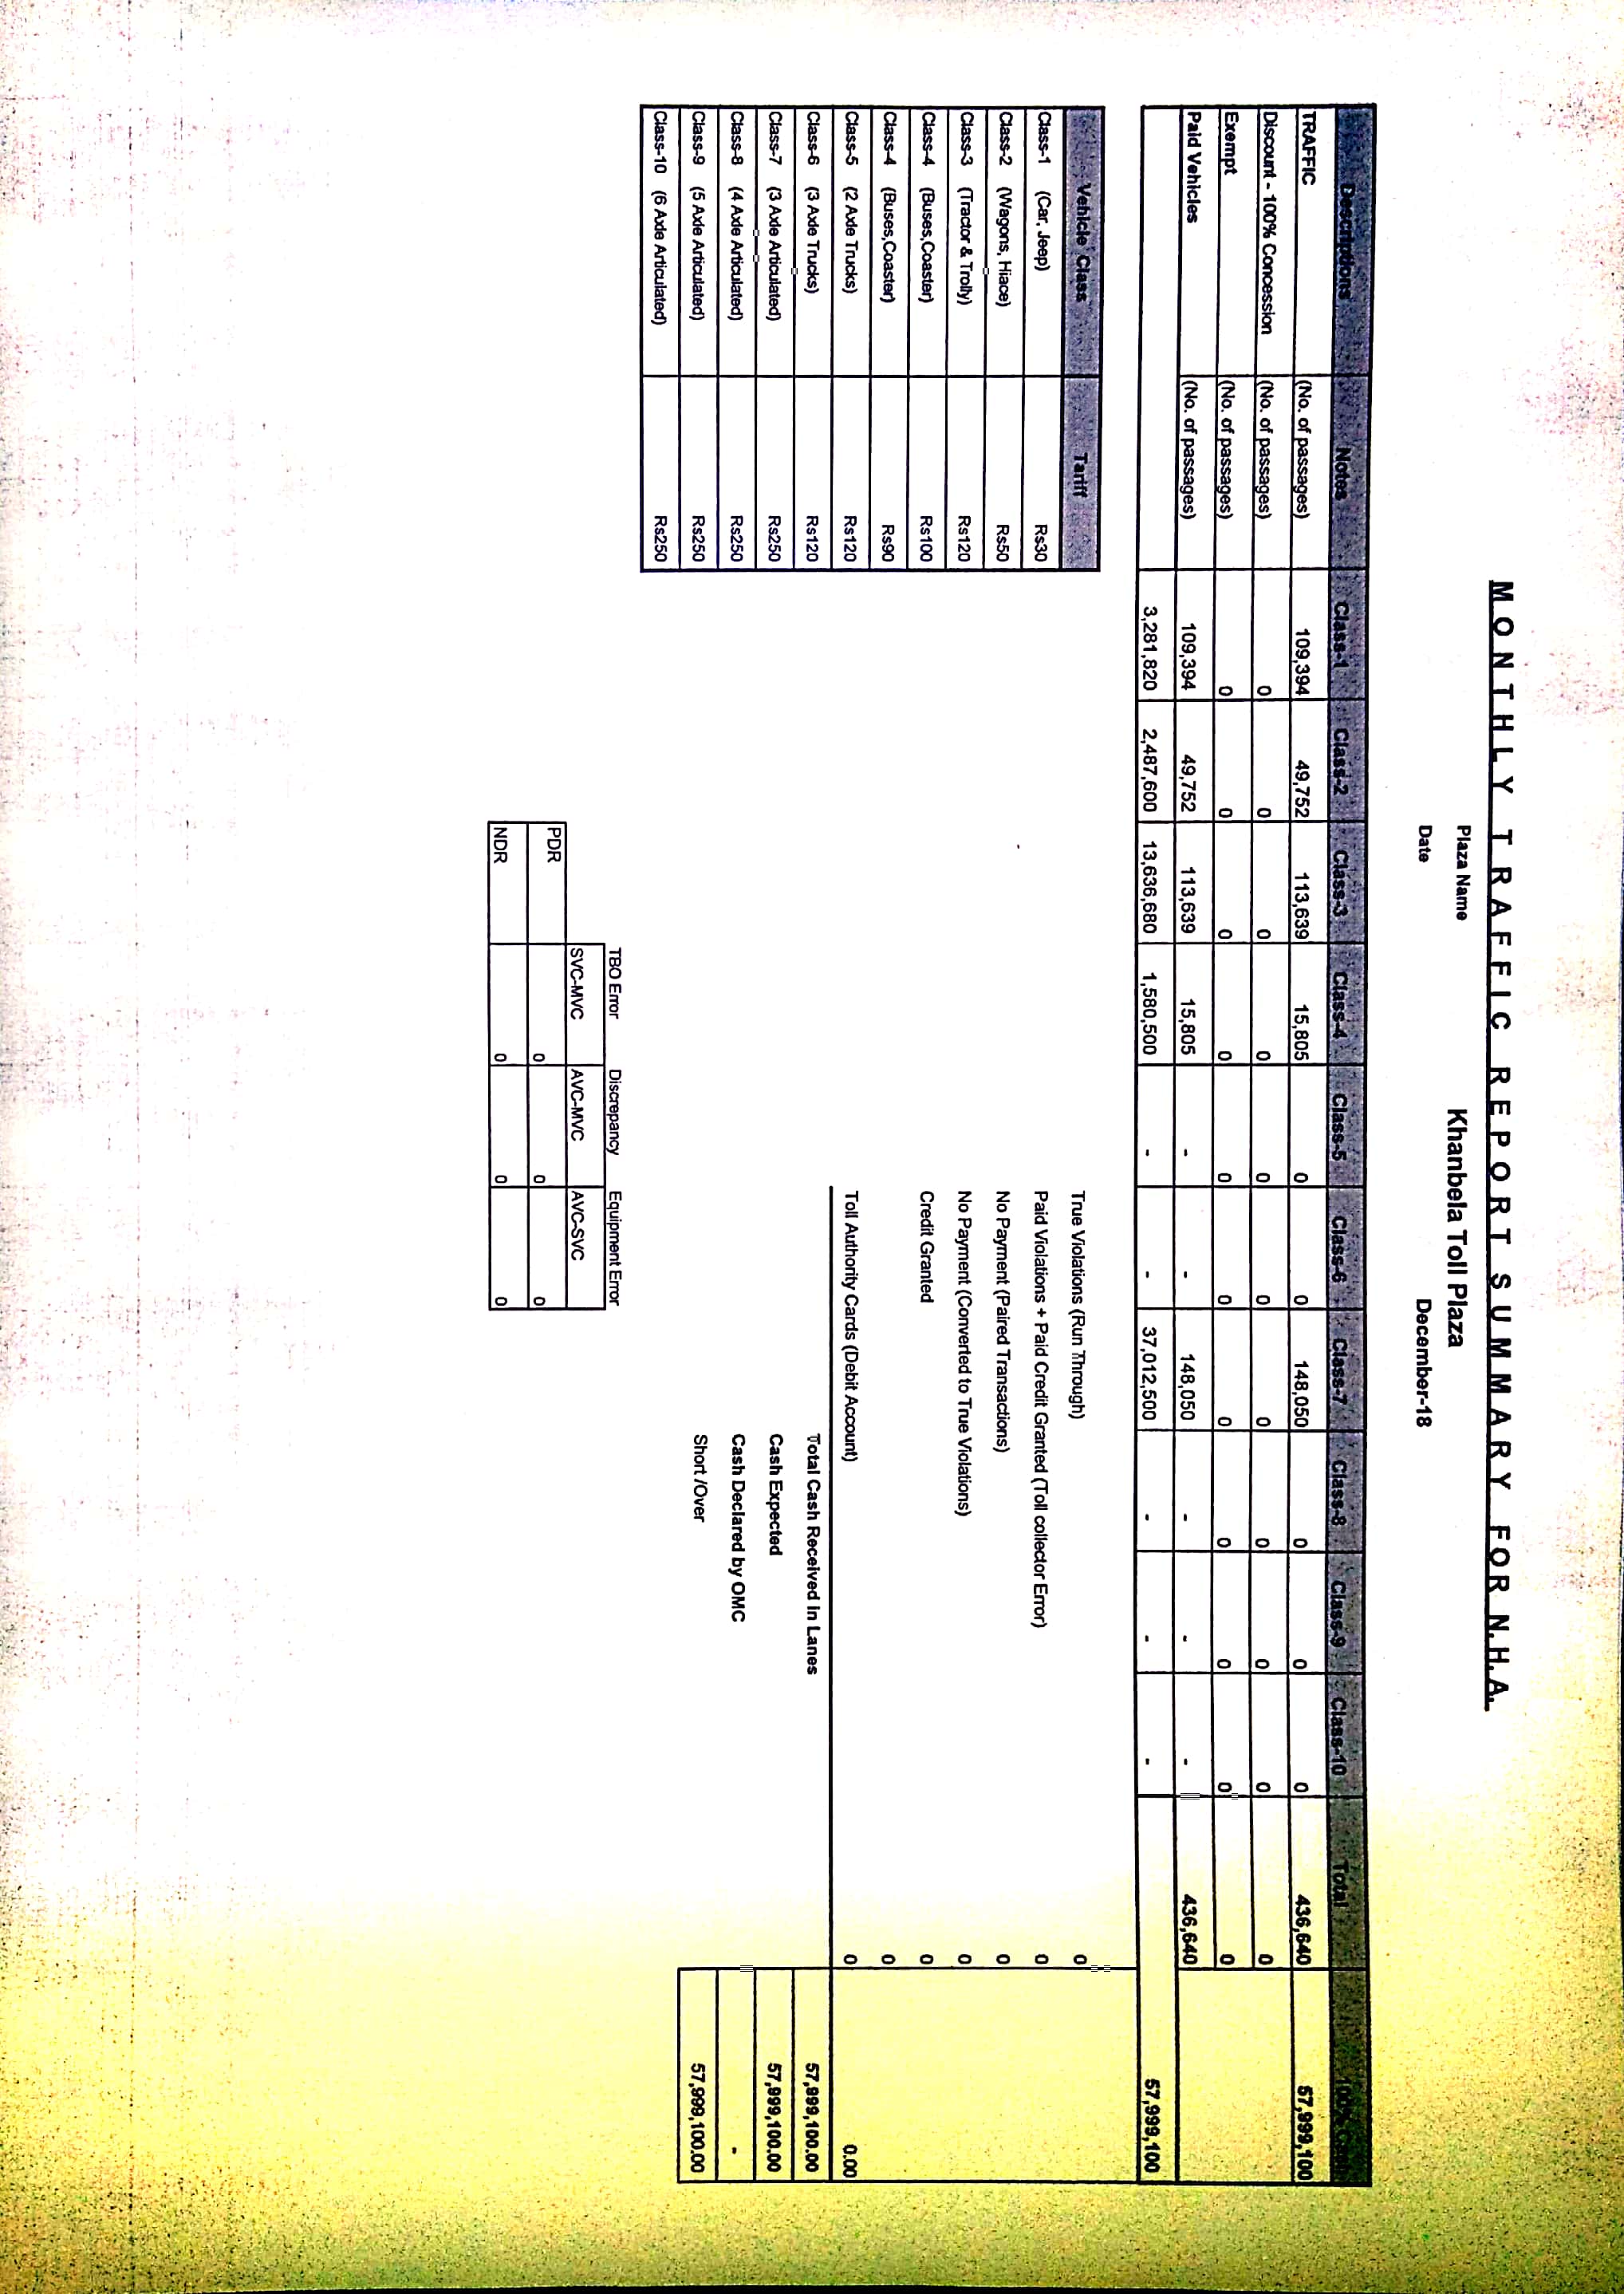 MONTHLY TRAFFIC REPORT SUMMARY FOR N.H.A.
Plaza Name Khanbela Toll Plaza
Date December-18
Descriptions Notes Class-1 Class-2 Class-3 Class-4 Class-5 Class-6 Class-7 Class-8 Class-9 Class-10 Total 100%
TRAFFIC (No. of passages) 109,394 49,752 113,639 15,805 0 0 148,050 0 0 0 436,640 57,999,100
Discount - 100% Concession (No. of passages) 0 0 0 0 0 0 0 0 0 0 0
Exempt (No. of passages) 0 0 0 0 0 0 0 0 0 0 0
Paid Vehicles (No. of passages) 109,394 49,752 113,639 15,805 - - 148,050 - - - 436,640
3,281,820 2,487,600 13,636,680 1,580,500 - - 37,012,500 - - - 57,999,100
Vehicle Class Tariff
Class-1 (Car, Jeep) Rs30
Class-2 (Wagons, Hiace) Rs50
Class-3 (Tractor & Trolly) Rs120
Class-4 (Buses,Coaster) Rs100
Class-4 (Buses,Coaster) Rs90
Class-5 (2 Axle Trucks) Rs120
Class-6 (3 Axle Trucks) Rs120
Class-7 (3 Axle Articulated) Rs250
Class-8 (4 Axle Articulated) Rs250
Class-9 (5 Axle Articulated) Rs250
Class-10 (6 Axle Articulated) Rs250
True Violations (Run Through) 0
Paid Violations + Paid Credit Granted (Toll collector Error) 0
No Payment (Paired Transactions) 0
No Payment (Converted to True Violations) 0
Credit Granted 0
0
Toll Authority Cards (Debit Account) 0 0.00
Total Cash Received In Lanes 57,999,100.00
Cash Expected 57,999,100.00
Cash Declared by OMC -
Short /Over 57,999,100.00
TBO Error Discrepancy Equipment Error
SVC-MVC AVC-MVC AVC-SVC
PDR 0 0 0
NDR 0 0 0